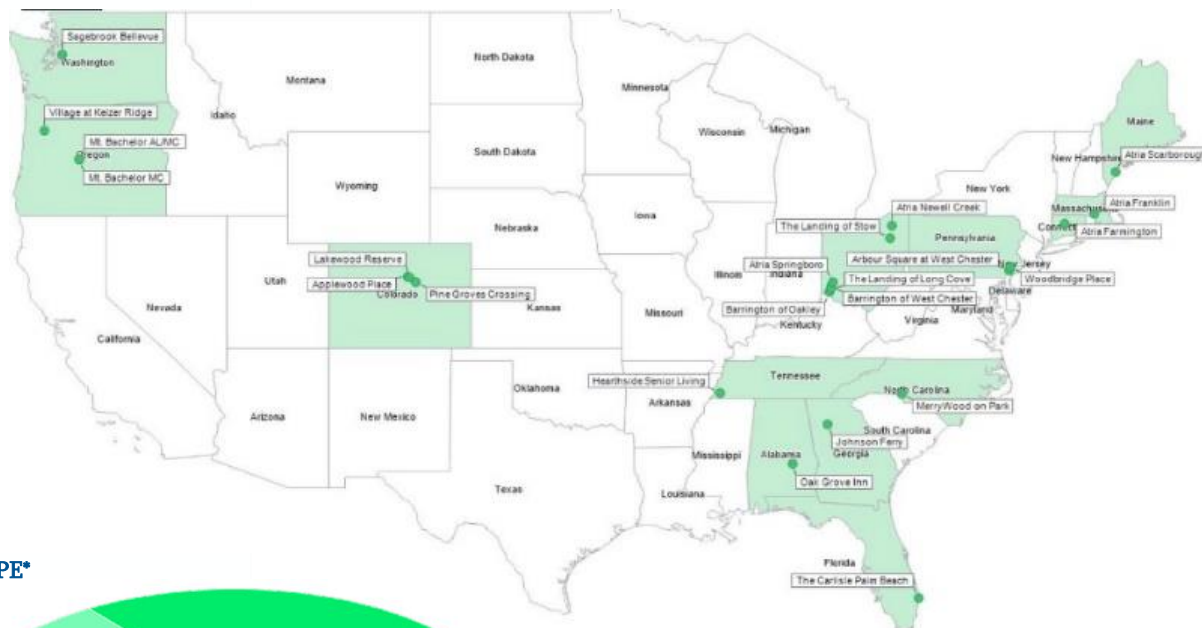 Sagebrook Bellevue
Washington
Village at Keizer Ridge
Mt. Bachelor AL/MC
Oregon
Mt. Bachelor MC
Idaho
Montana
North Dakota
South Dakota
Wyoming
Nebraska
Minnesota
Wisconsin
Michigan
Iowa
Illinois
Indiana
Nevada
Utah
California
Arizona
New Mexico
Lakewood Reserve
Applewood Place
Colorado
Pine Groves Crossing
Kansas
Missouri
Oklahoma
Arkansas
Texas
Louisiana
Mississippi
Maine
New Hampshire
Atria Scarborough
New York
Massachus
Atria Franklin
Connect
Atria Farmington
Atria Newell Creek
The Landing of Stow
Pennsylvania
Arbour Square at West Chester
New Jersey
Woodbridge Place
Delaware
Maryland
Virginia
Atria Springboro
The Landing of Long Cove
Barrington of West Chester
Barrington of Oakley
Kentucky
Hearthside Senior Living
Tennessee
North Carolina
MerryWood on Park
South Carolina
Johnson Ferry
Georgia
Alabama
Oak Grove Inn
Florida
The Carlisle Palm Beach
PE*